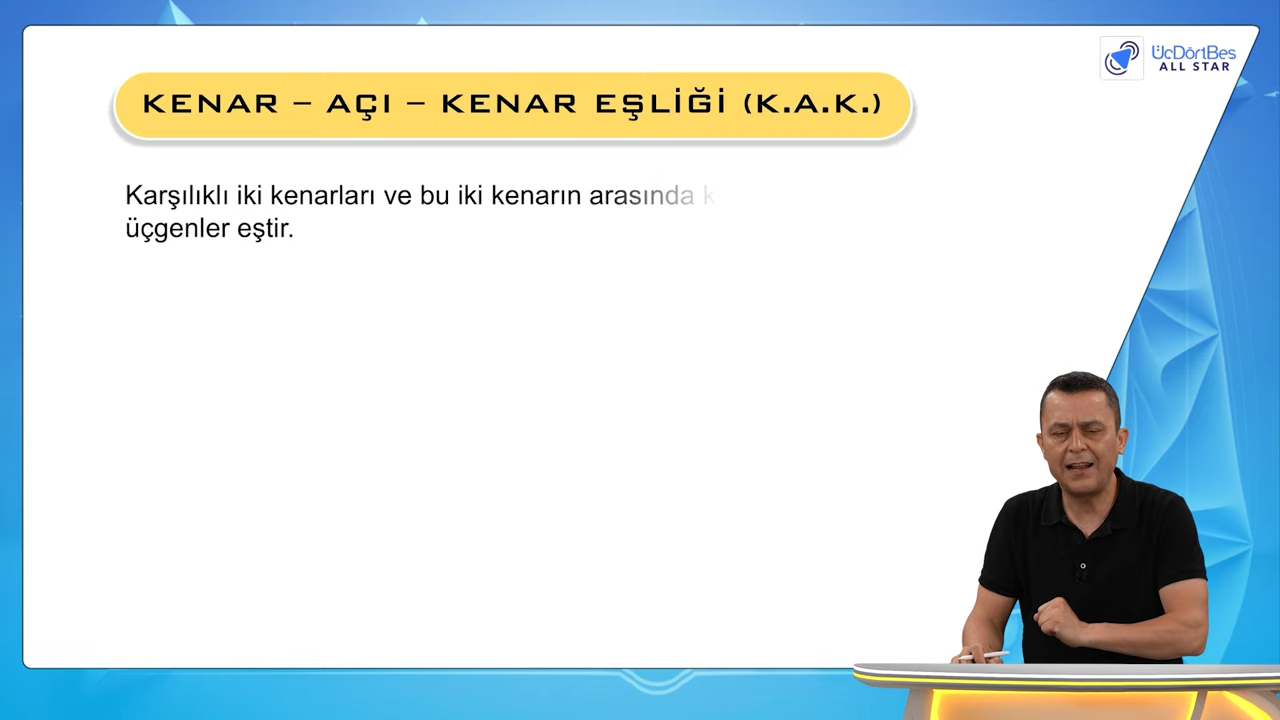 ÜçDörtBeş
ALL STAR
KENAR – AÇI – KENAR EŞLİĞİ (K.A.K.)
Karşılıklı iki kenarları ve bu iki kenarın arasında
üçgenler eştir.